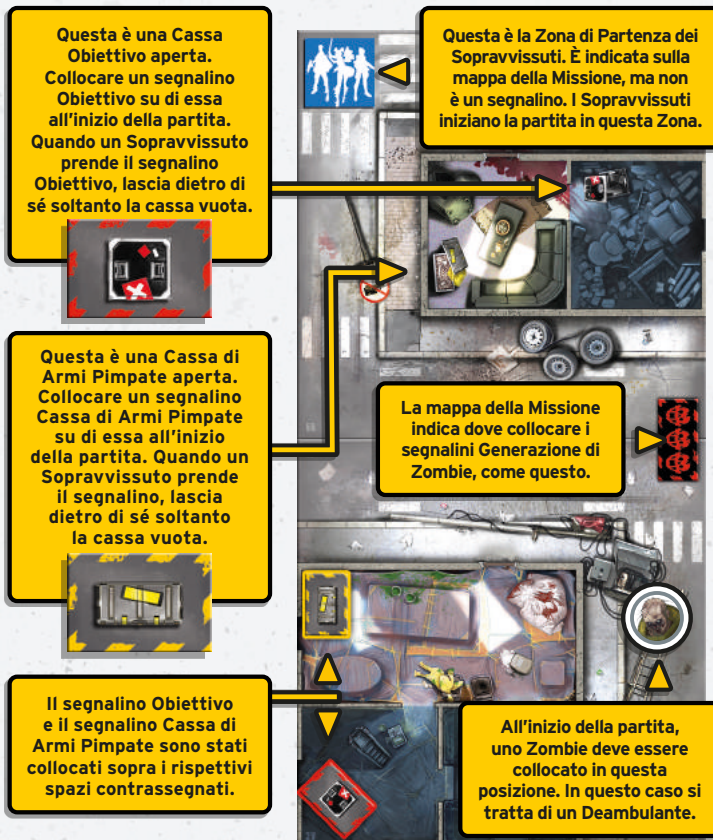 Questa è una Cassa
Obiettivo aperta.
Collocare un segnalino
Obiettivo su di essa
all'inizio della partita.
Quando un Sopravvissuto
prende il segnalino
Obiettivo, lascia dietro di
sé soltanto la cassa vuota.
Questa è la Zona di Partenza dei
Sopravvissuti. È indicata sulla
mappa della Missione, ma non
è un segnalino. I Sopravvissuti
iniziano la partita in questa Zona.
Questa è una Cassa di
Armi Pimpate aperta.
Collocare un segnalino
Cassa di Armi Pimpate
su di essa all'inizio
della partita. Quando un
Sopravvissuto prende
il segnalino, lascia
dietro di sé soltanto
la cassa vuota.
La mappa della Missione
indica dove collocare i
segnalini Generazione di
Zombie, come questo.
Il segnalino Obiettivo
e il segnalino Cassa di
Armi Pimpate sono stati
collocati sopra i rispettivi
spazi contrassegnati.
All'inizio della partita,
uno Zombie deve essere
collocato in questa
posizione. In questo caso si
tratta di un Deambulante.